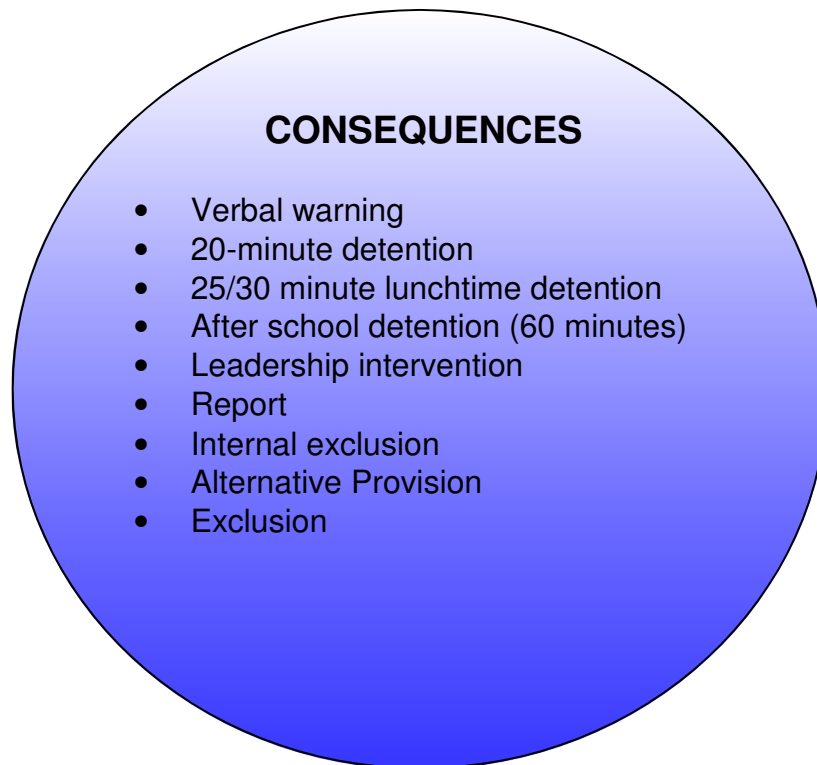 CONSEQUENCES
• Verbal warning
• 20-minute detention
• 25/30 minute lunchtime detention
• After school detention (60 minutes)
• Leadership intervention
• Report
• Internal exclusion
• Alternative Provision
• Exclusion